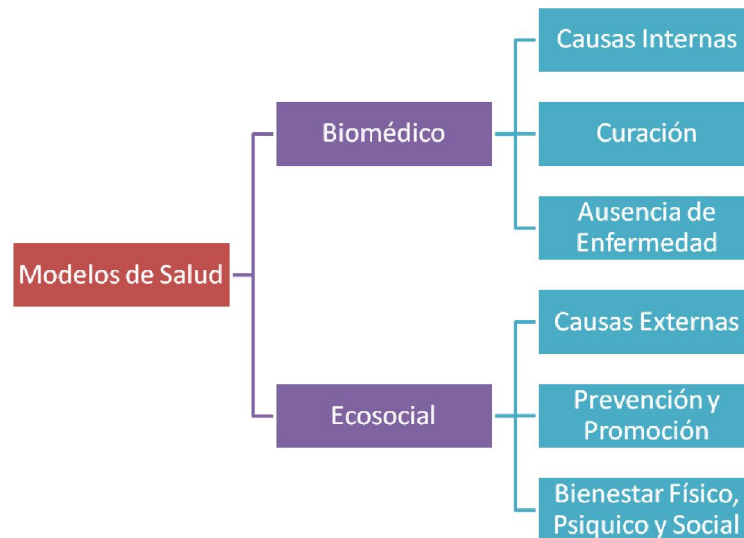 Modelos de Salud
Biomédico
Causas Internas
Curación
Ausencia de
Enfermedad
Ecosocial
Causas Externas
Prevención y
Promoción
Bienestar Físico,
Psiquico y Social